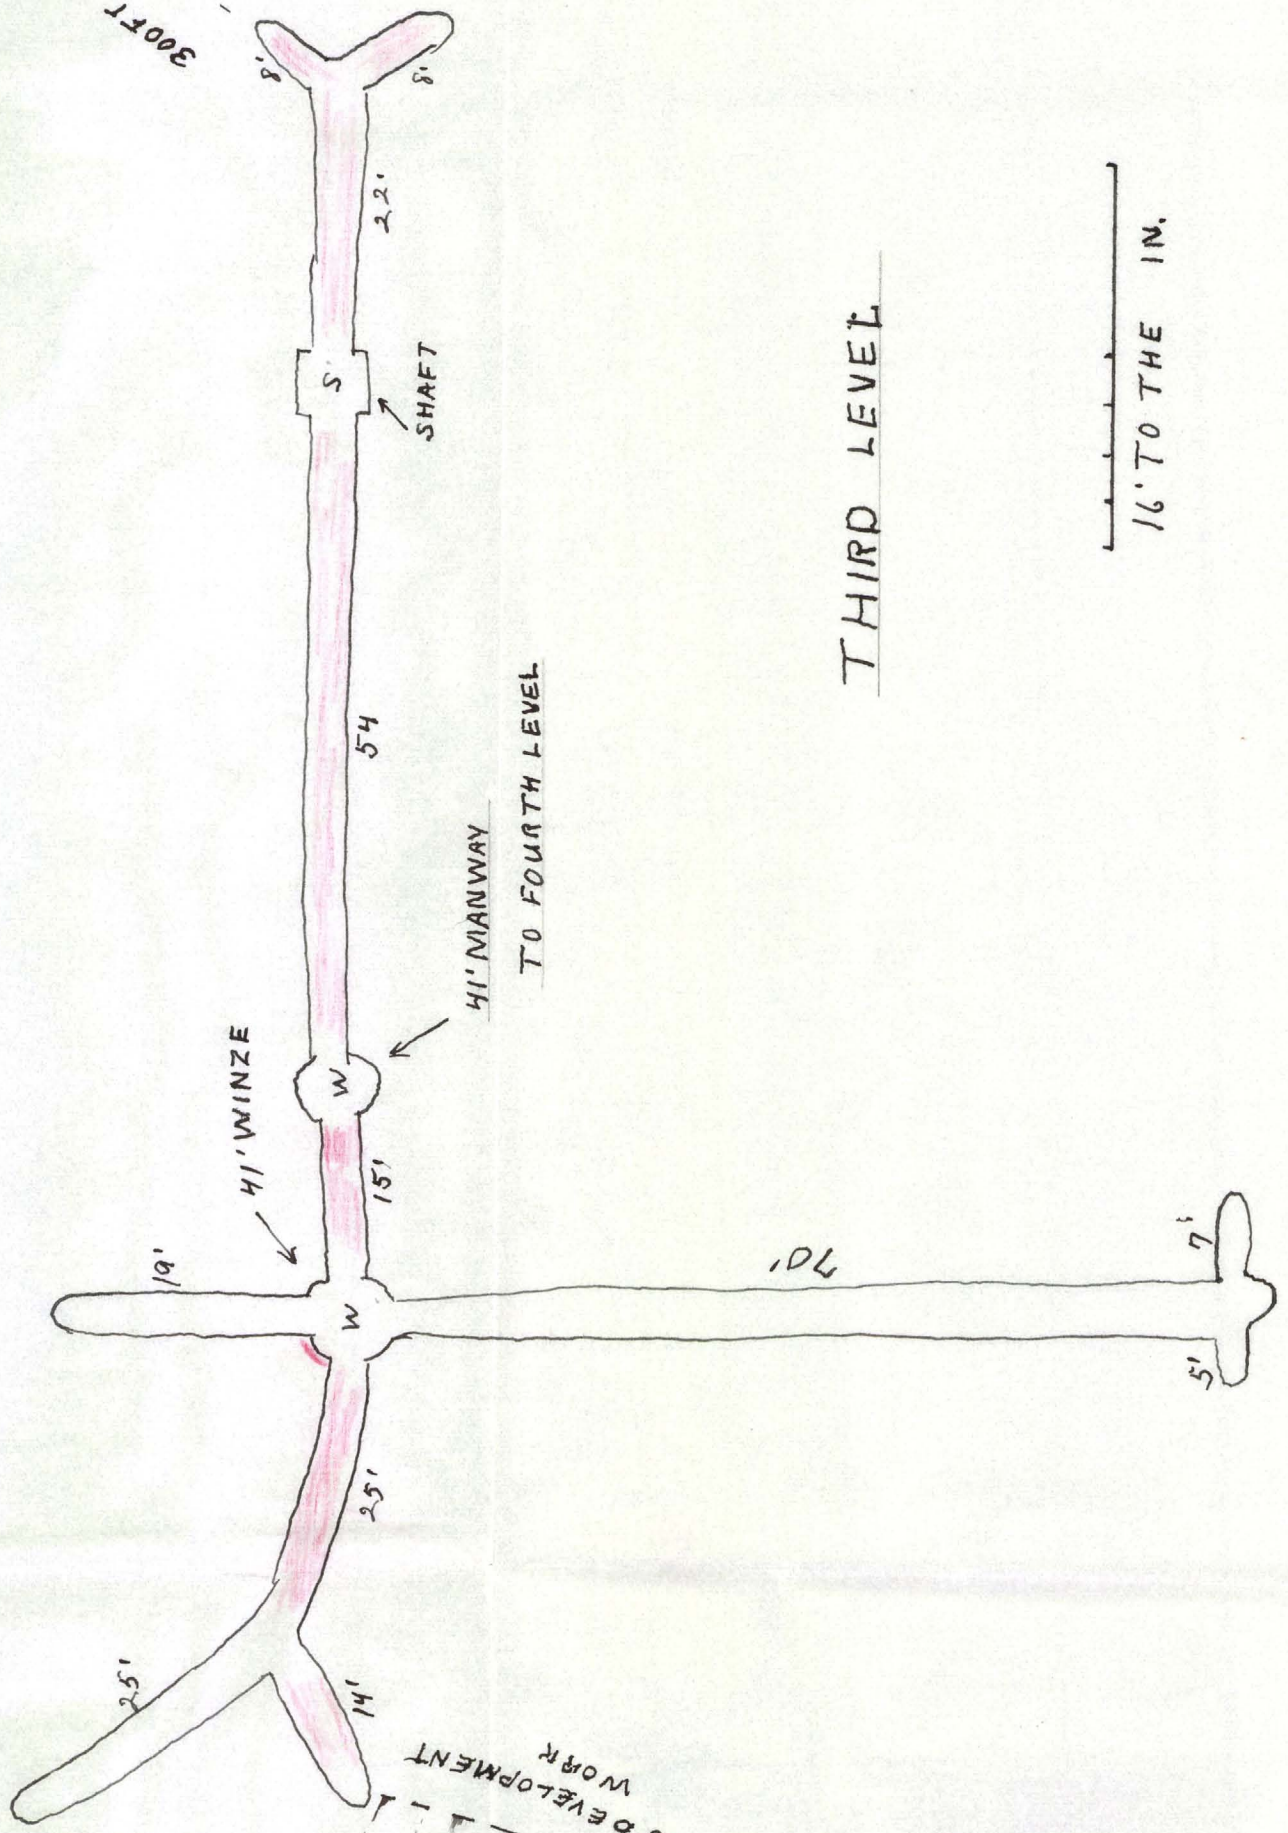 300FT
8'
8'
22'
S
SHAFT
54
41' MANWAY
TO FOURTH LEVEL
W
41' WINZE
15'
19'
W
70'
7'
5'
25'
25'
14'
DEVELOPMENT
WORK
THIRD LEVEL
16' TO THE IN.